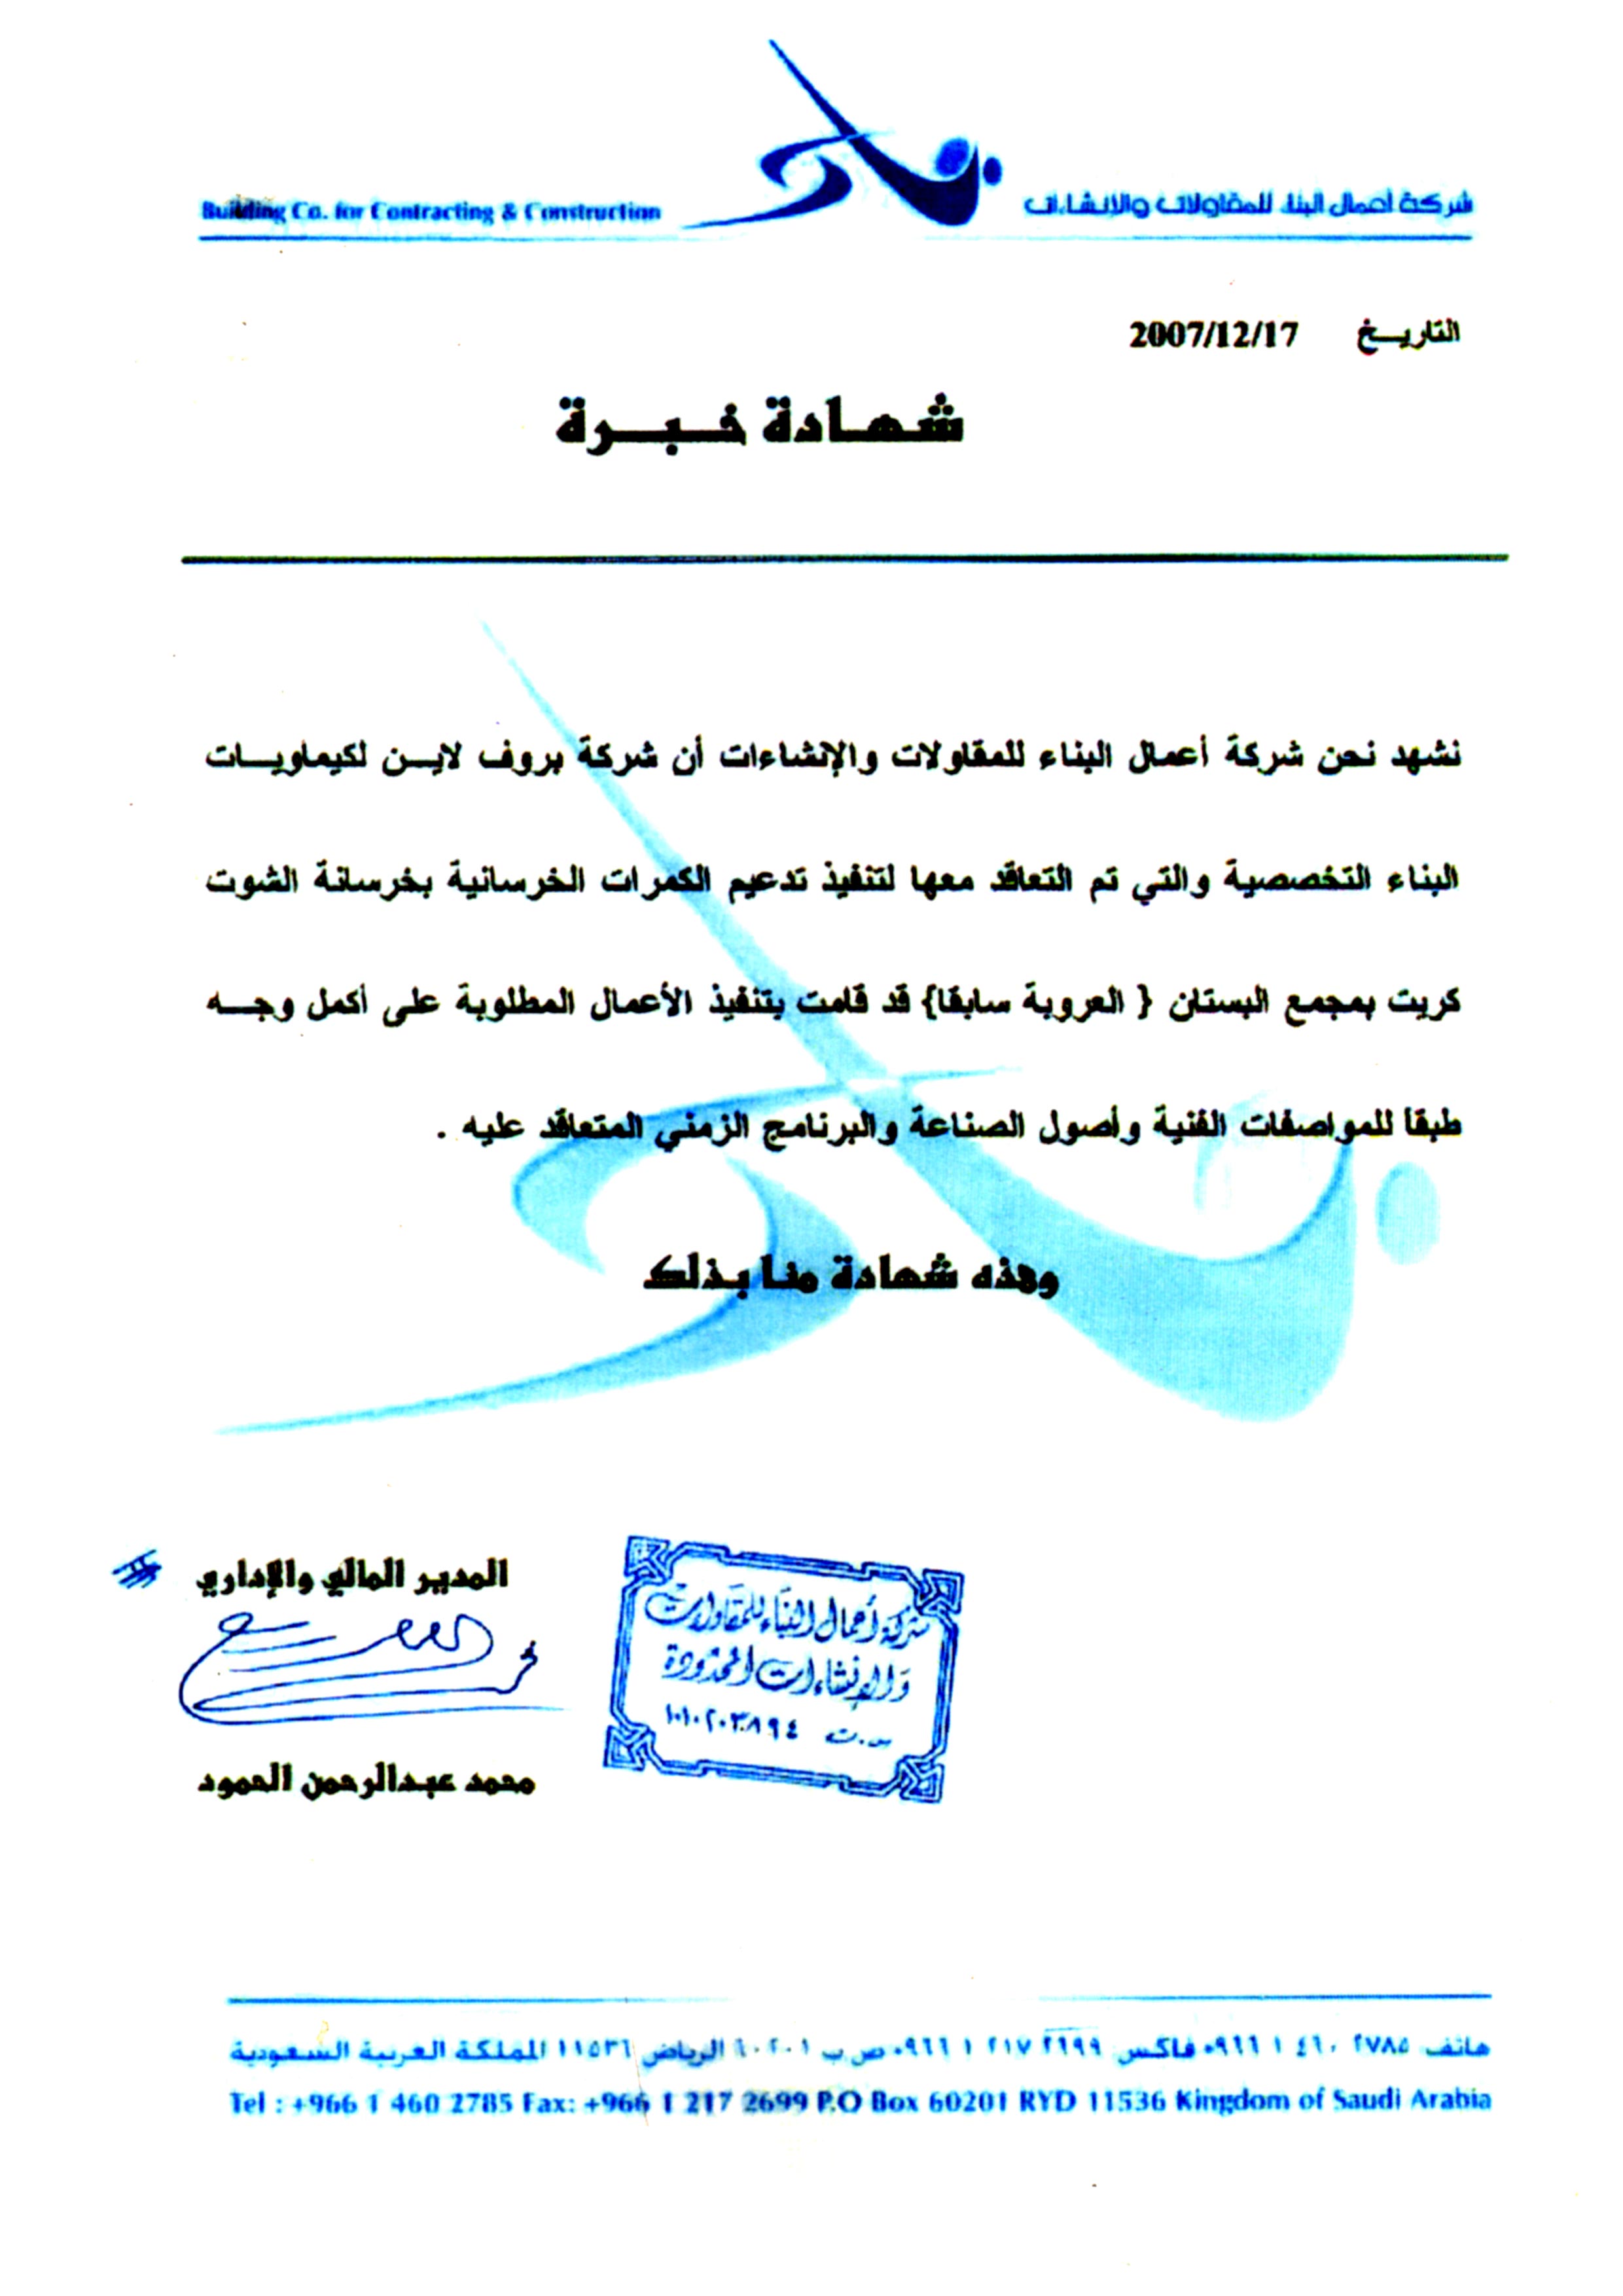 Building Co. for Contracting & Construction
شركة أعمال البناء للمقاولات والإنشاءات
التاريـــخ 2007/12/17
شهـادة خـــبـــرة
نشهد نحن شركة أعمال البناء للمقاولات والإنشاءات أن شركة بروف لايـــن لكيماويـــات
البناء التخصصية والتي تم التعاقد معها لتنفيذ تدعيم الكمرات الخرسانية بخرسانة الشوت
كريت بمجمع البستان { العروبة سابقا} قد قامت بتنفيذ الأعمال المطلوبة على أكمل وجـــه
طبقا للمواصفات الفنية وأصول الصناعة والبرنامج الزمني المتعاقد عليه .
وهذه شهادة منا بذلك
المدير المالي والإداري
شركة أعمال البناء للمقاولات
والإنشاءات المحدودة
س.ت ١٠١٠٢٠٣٨٩٤
محمد عبدالرحمن الحمود
هاتف ٢٧٨٥ ٤٦٠ ١ ٩٦٦+ فاكس ٢٦٩٩ ٢١٧ ١ ٩٦٦+ ص ب ٦٠٢٠١ الرياض ١١٥٣٦ المملكة العربية السعودية
Tel : +966 1 460 2785 Fax: +966 1 217 2699 P.O Box 60201 RYD 11536 Kingdom of Saudi Arabia